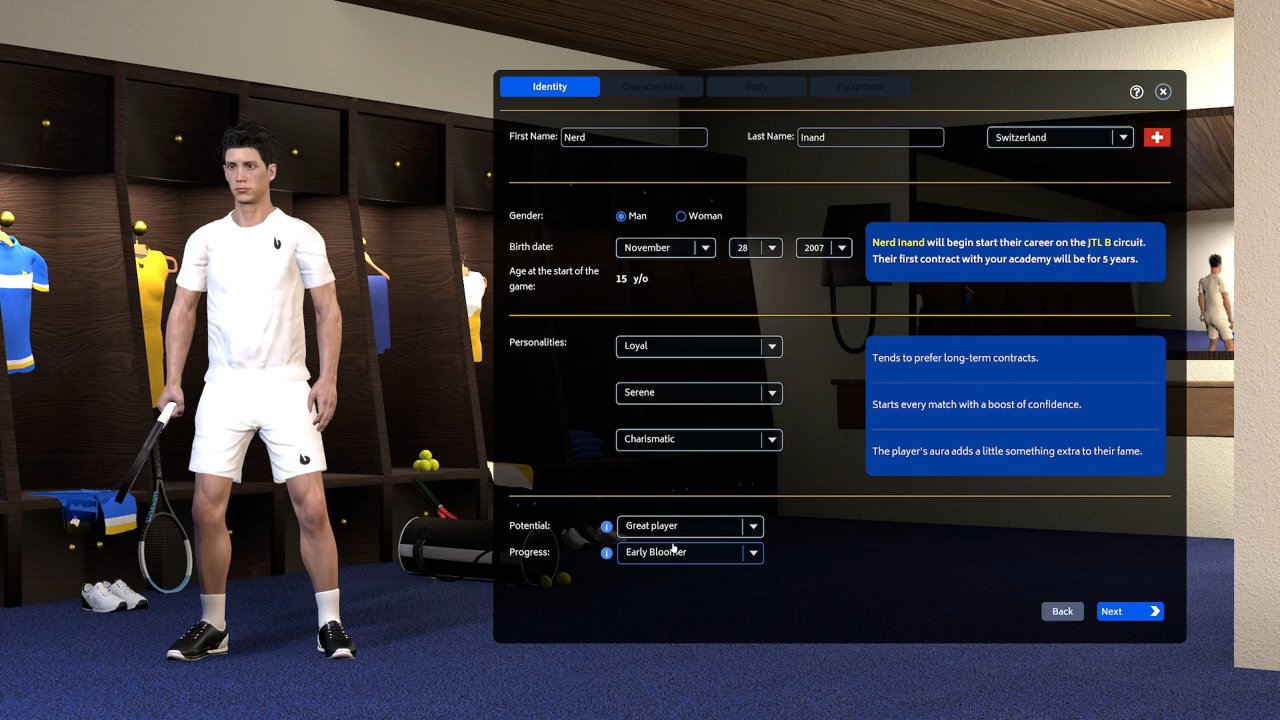 Identity
Characteristics
Body
Equipment
First Name:
Nerd
Last Name:
Inand
Switzerland
Gender:
Man
Woman
Birth date:
November
28
2007
Age at the start of the
game:
15 y/o
Nerd Inand will begin start their career on the JTL B circuit.
Their first contract with your academy will be for 5 years.
Personalities:
Loyal
Tends to prefer long-term contracts.
Serene
Starts every match with a boost of confidence.
Charismatic
The player's aura adds a little something extra to their fame.
Potential:
Great player
Progress:
Early Bloomer
Back
Next